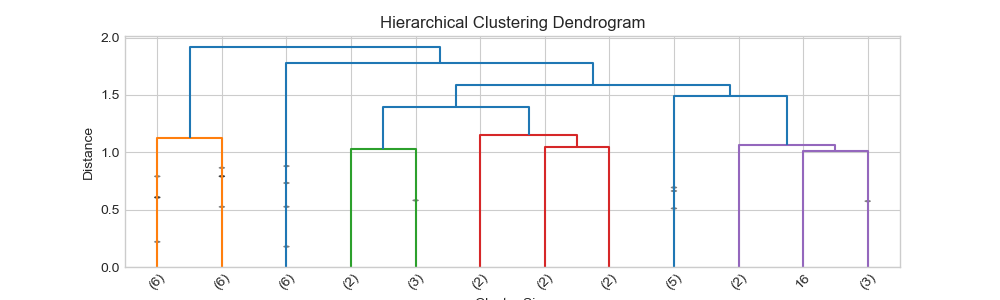 Hierarchical Clustering Dendrogram
2.0
1.5
1.0
0.5
0.0
Distance
(6) (6) (6) (2) (3) (2) (2) (2) (5) (2) 16 (3)